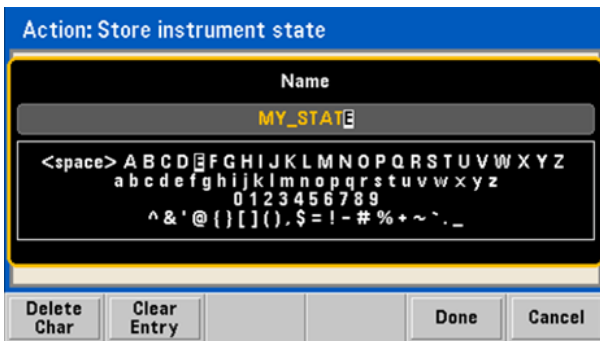 Action: Store instrument state
Name
MY_STATE
<space> A B C D E F G H I J K L M N O P Q R S T U V W X Y Z
a b c d e f g h i j k l m n o p q r s t u v w x y z
0 1 2 3 4 5 6 7 8 9
^ & ' @ { } [ ] ( ) , $ = ! - # % + ~ ` . _
Delete Char
Clear Entry
Done
Cancel